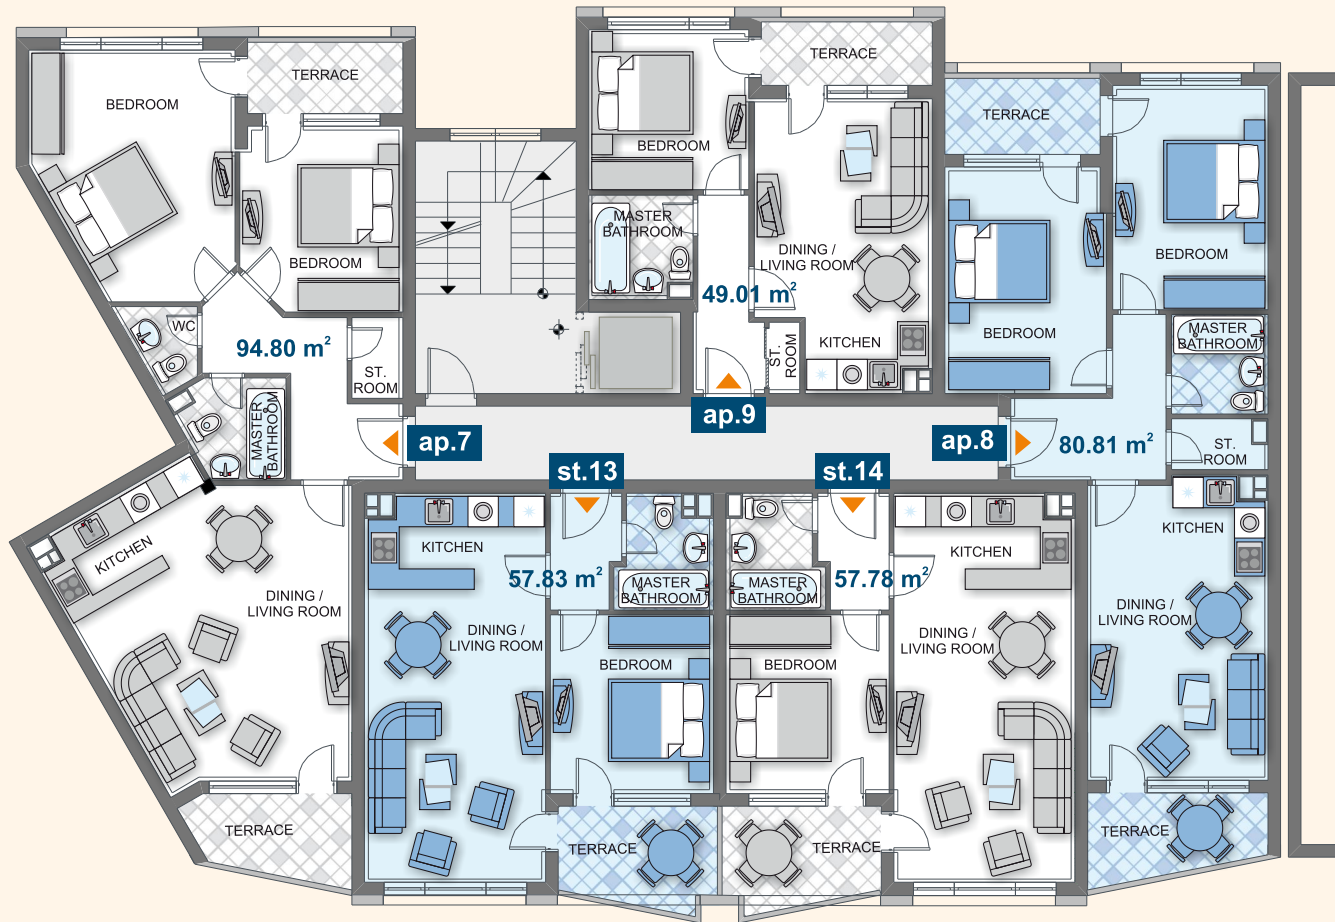 TERRACE
BEDROOM
BEDROOM
WC
94.80 m²
ST.
ROOM
MASTER
BATHROOM
ap.7
KITCHEN
DINING /
LIVING ROOM
TERRACE
TERRACE
BEDROOM
MASTER
BATHROOM
DINING /
LIVING ROOM
49.01 m²
KITCHEN
ST.
ROOM
ap.9
TERRACE
BEDROOM
BEDROOM
MASTER
BATHROOM
ap.8
80.81 m²
ST.
ROOM
KITCHEN
DINING /
LIVING ROOM
TERRACE
st.13
KITCHEN
57.83 m²
MASTER
BATHROOM
DINING /
LIVING ROOM
BEDROOM
TERRACE
st.14
MASTER
BATHROOM
57.78 m²
KITCHEN
BEDROOM
DINING /
LIVING ROOM
TERRACE